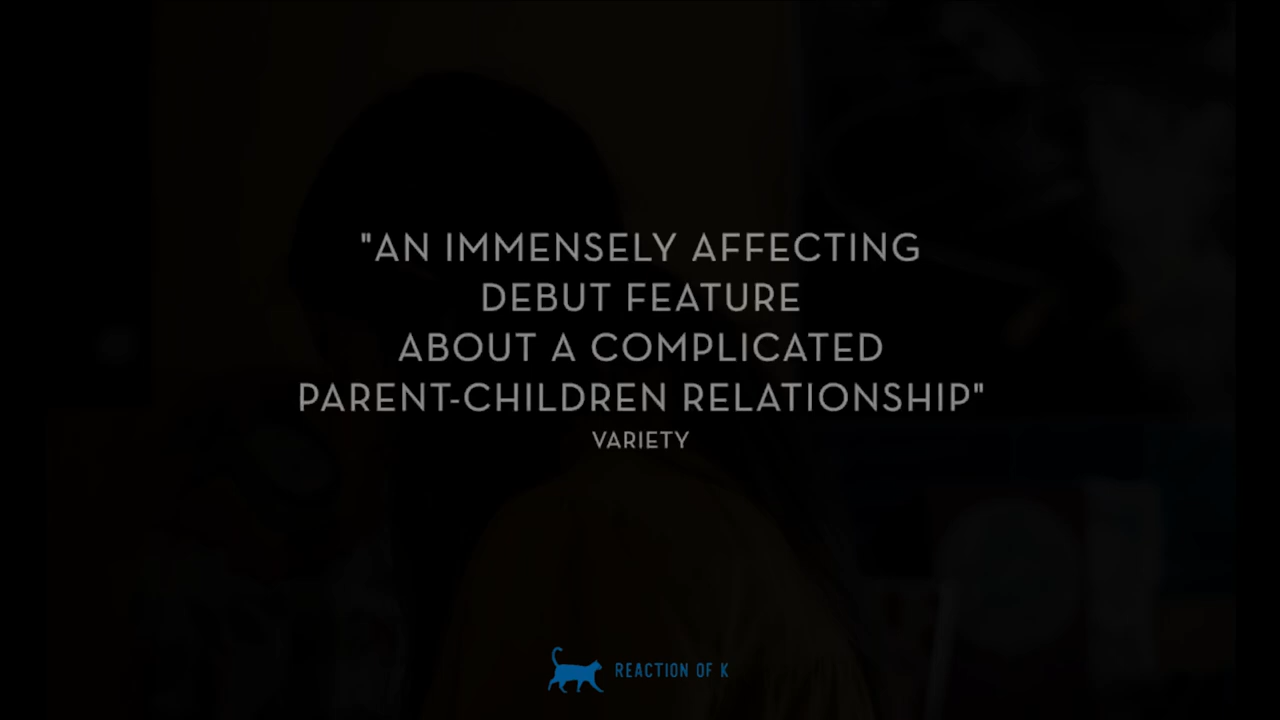 "AN IMMENSELY AFFECTING
DEBUT FEATURE
ABOUT A COMPLICATED
PARENT-CHILDREN RELATIONSHIP"
VARIETY
REACTION OF K